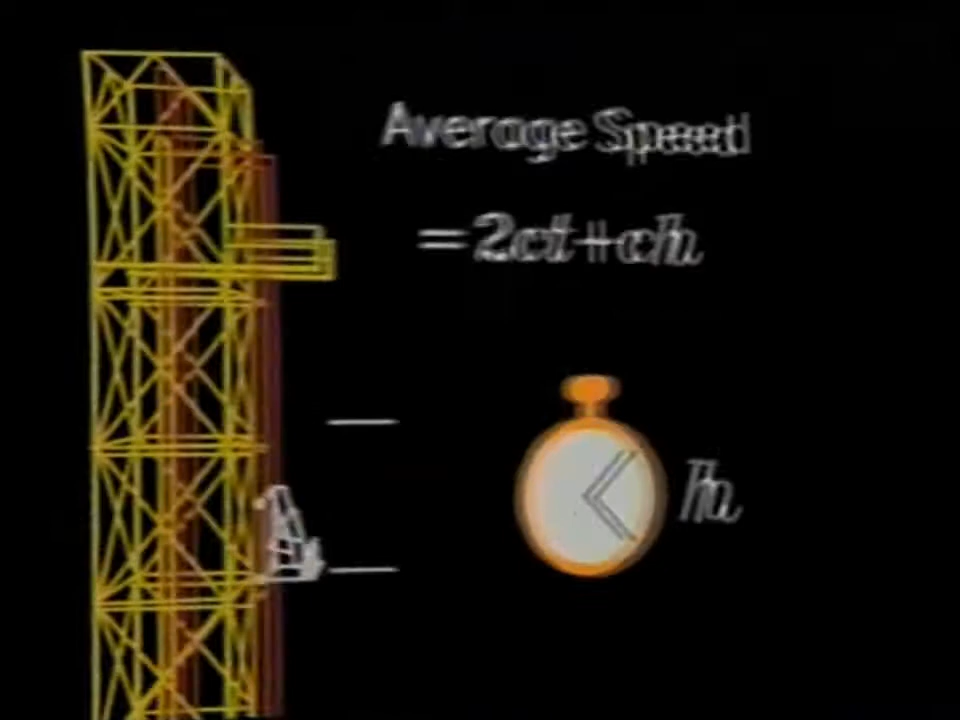 Average Speed
= 2ct + ch
h